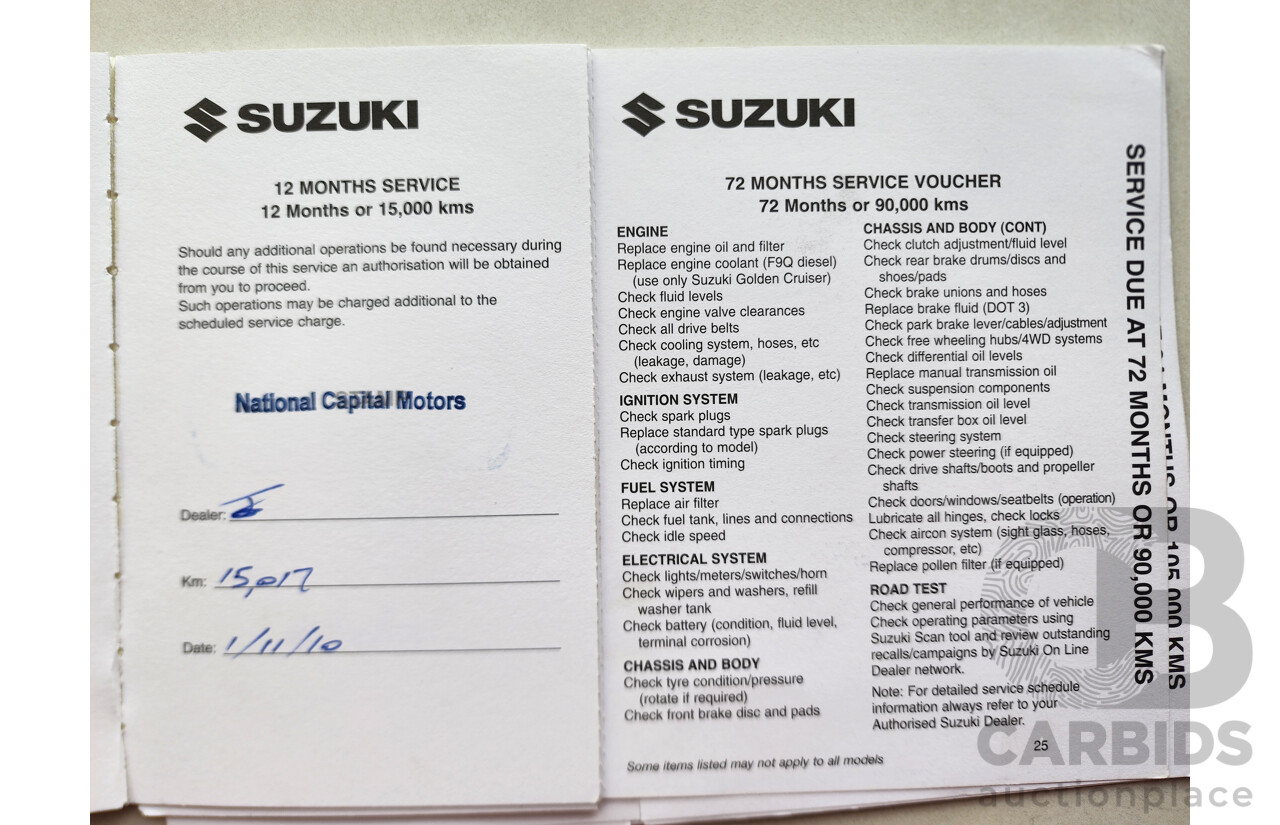 SUZUKI
12 MONTHS SERVICE
12 Months or 15,000 kms
Should any additional operations be found necessary during
the course of this service an authorisation will be obtained
from you to proceed.
Such operations may be charged additional to the
scheduled service charge.
National Capital Motors
Dealer:
Km: 15,017
Date: 1/11/10
SUZUKI
72 MONTHS SERVICE VOUCHER
72 Months or 90,000 kms
ENGINE
Replace engine oil and filter
Replace engine coolant (F9Q diesel)
(use only Suzuki Golden Cruiser)
Check fluid levels
Check engine valve clearances
Check all drive belts
Check cooling system, hoses, etc
(leakage, damage)
Check exhaust system (leakage, etc)
IGNITION SYSTEM
Check spark plugs
Replace standard type spark plugs
(according to model)
Check ignition timing
FUEL SYSTEM
Replace air filter
Check fuel tank, lines and connections
Check idle speed
ELECTRICAL SYSTEM
Check lights/meters/switches/horn
Check wipers and washers, refill
washer tank
Check battery (condition, fluid level,
terminal corrosion)
CHASSIS AND BODY
Check tyre condition/pressure
(rotate if required)
Check front brake disc and pads
CHASSIS AND BODY (CONT)
Check clutch adjustment/fluid level
Check rear brake drums/discs and
shoes/pads
Check brake unions and hoses
Replace brake fluid (DOT 3)
Check park brake lever/cables/adjustment
Check free wheeling hubs/4WD systems
Check differential oil levels
Replace manual transmission oil
Check suspension components
Check transmission oil level
Check transfer box oil level
Check steering system
Check power steering (if equipped)
Check drive shafts/boots and propeller
shafts
Check doors/windows/seatbelts (operation)
Lubricate all hinges, check locks
Check aircon system (sight glass, hoses,
compressor, etc)
Replace pollen filter (if equipped)
ROAD TEST
Check general performance of vehicle
Check operating parameters using
Suzuki Scan tool and review outstanding
recalls/campaigns by Suzuki On Line
Dealer network.
Note: For detailed service schedule
information always refer to your
Authorised Suzuki Dealer.
25
Some items listed may not apply to all models
SERVICE DUE AT 72 MONTHS OR 90,000 KMS
MONTHS OR 105,000 KMS
CARBIDS
auctionplace